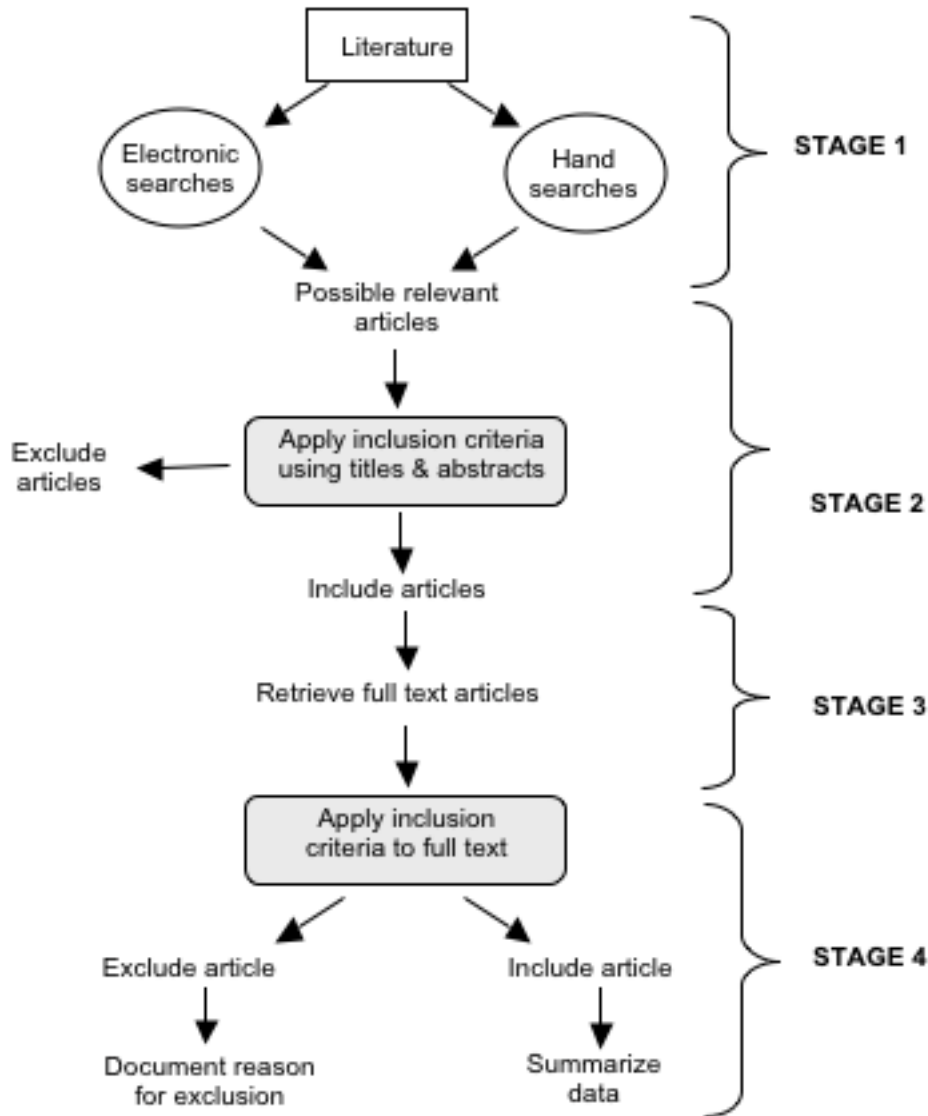 Literature
STAGE 1
Electronic
searches
Hand
searches
Possible relevant
articles
Apply inclusion criteria
using titles & abstracts
Exclude
articles
STAGE 2
Include articles
Retrieve full text articles
STAGE 3
Apply inclusion
criteria to full text
Exclude article
Include article
STAGE 4
Document reason
for exclusion
Summarize
data